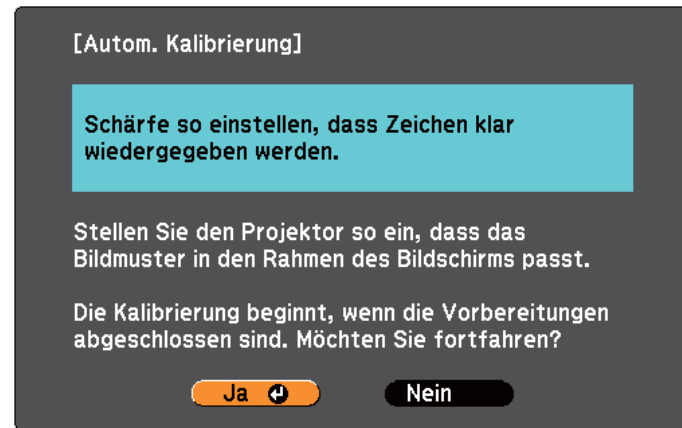 [Autom. Kalibrierung]
Schärfe so einstellen, dass Zeichen klar
wiedergegeben werden.
Stellen Sie den Projektor so ein, dass das
Bildmuster in den Rahmen des Bildschirms passt.
Die Kalibrierung beginnt, wenn die Vorbereitungen
abgeschlossen sind. Möchten Sie fortfahren?
Ja Nein